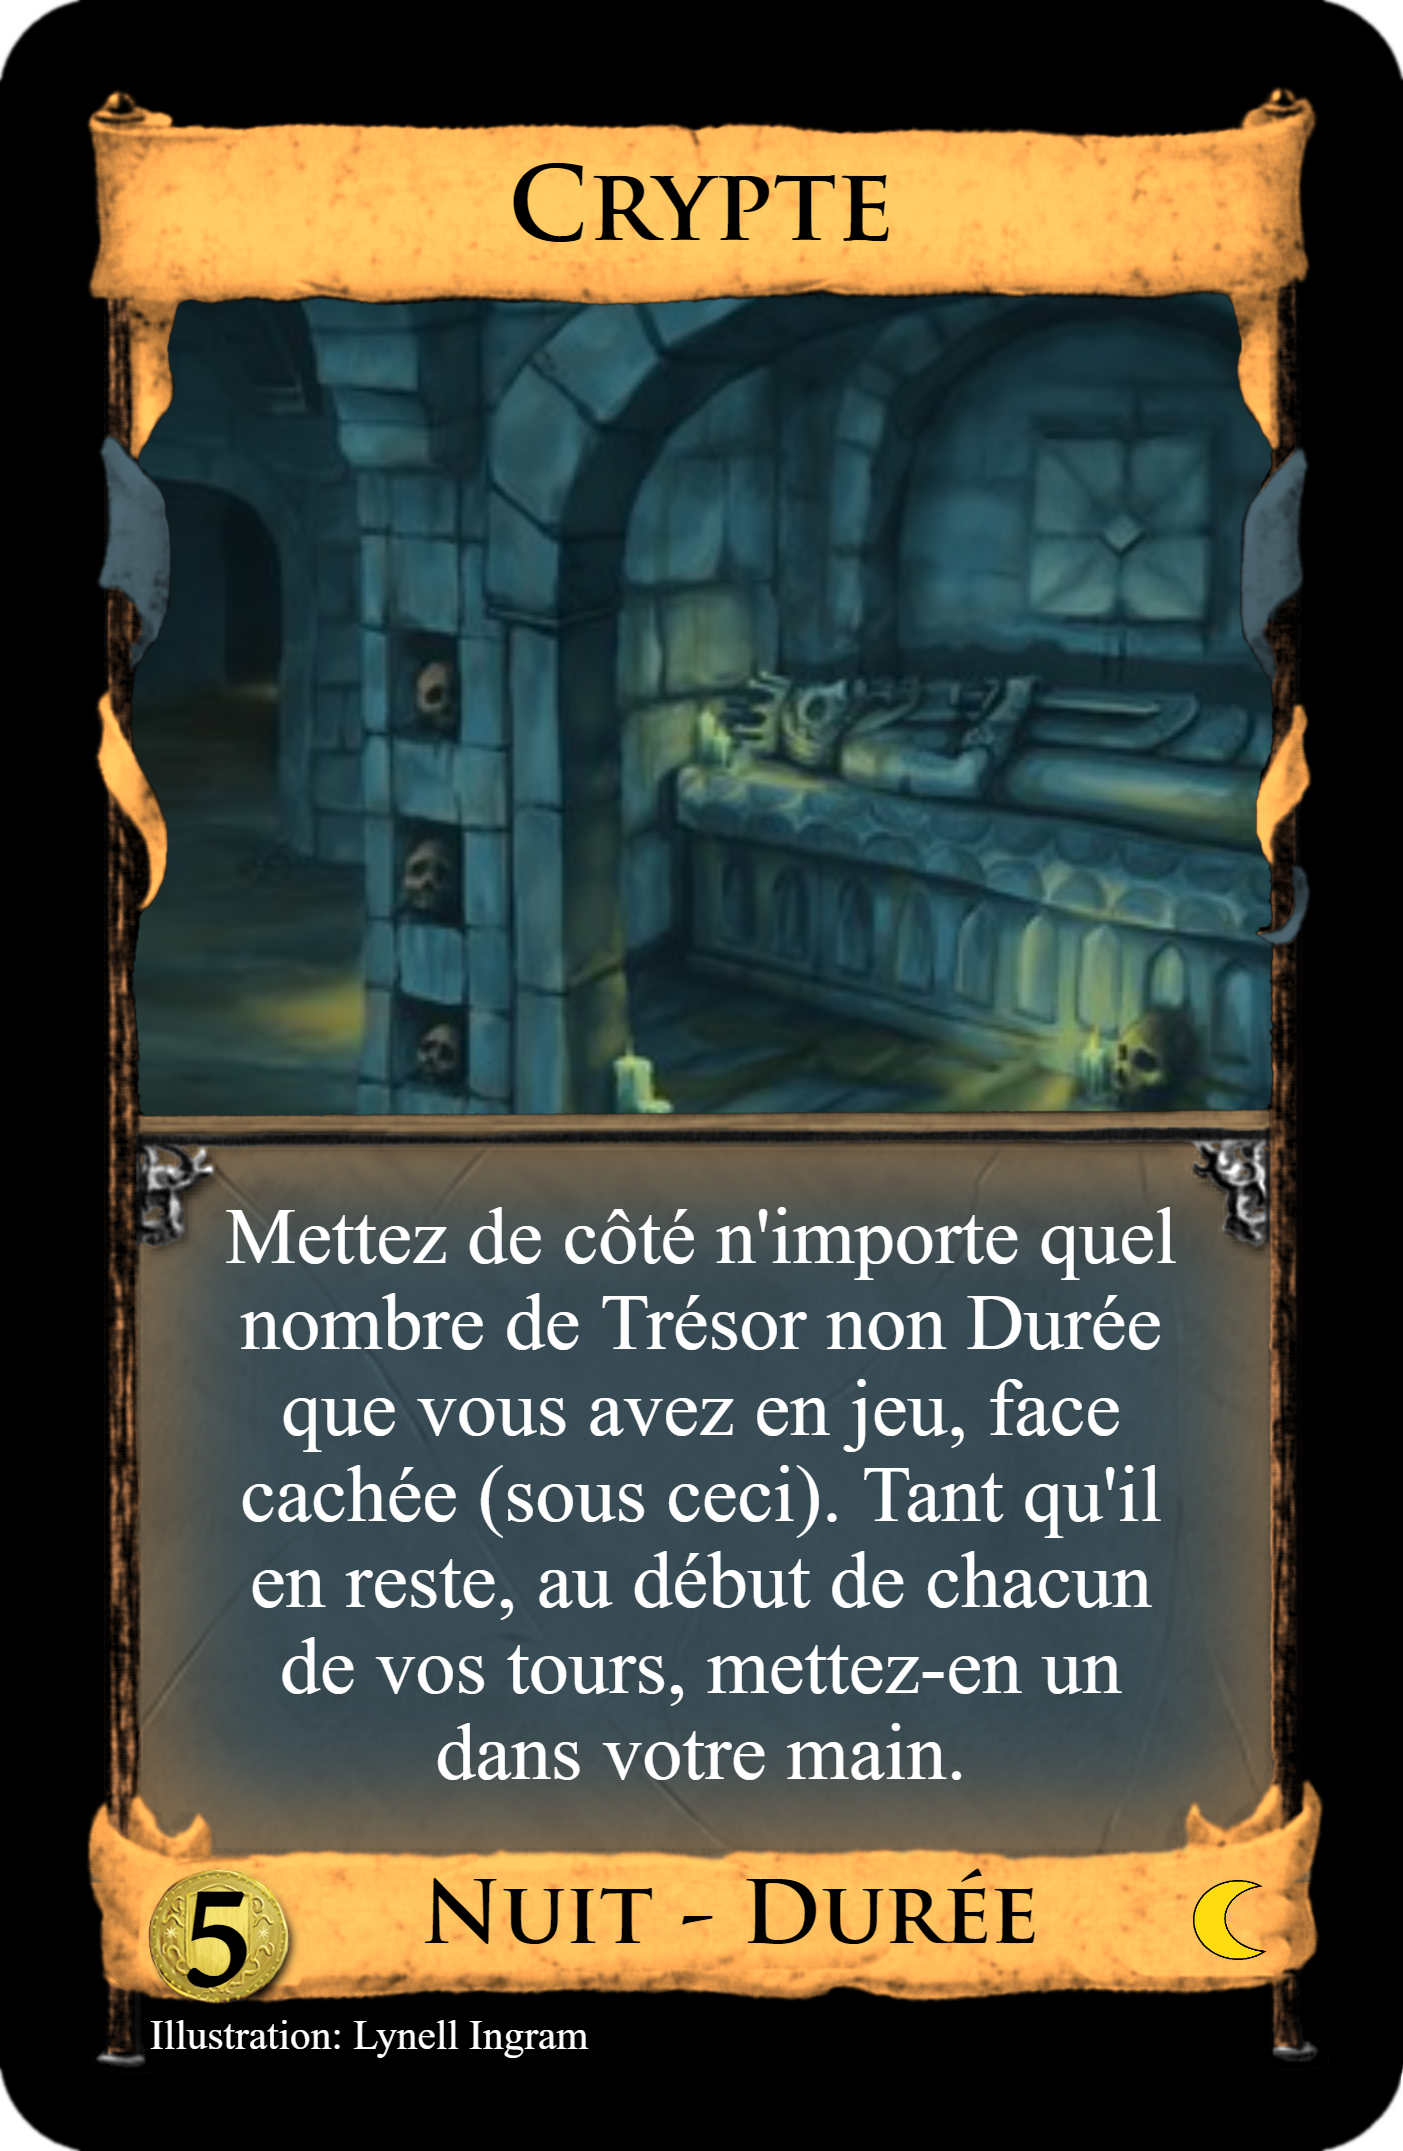 Crypte
Mettez de côté n'importe quel
nombre de Trésor non Durée
que vous avez en jeu, face
cachée (sous ceci). Tant qu'il
en reste, au début de chacun
de vos tours, mettez-en un
dans votre main.
5 Nuit - Durée
Illustration: Lynell Ingram